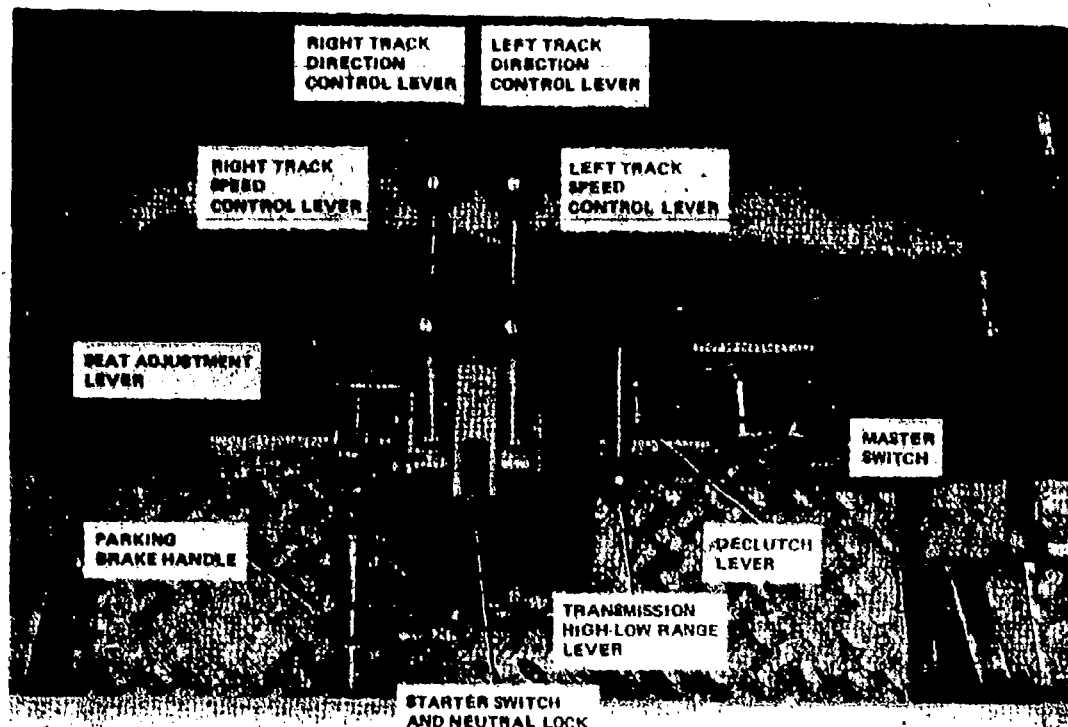 RIGHT TRACK
DIRECTION
CONTROL LEVER
LEFT TRACK
DIRECTION
CONTROL LEVER
RIGHT TRACK
SPEED
CONTROL LEVER
LEFT TRACK
SPEED
CONTROL LEVER
SEAT ADJUSTMENT
LEVER
MASTER
SWITCH
PARKING
BRAKE HANDLE
DECLUTCH
LEVER
TRANSMISSION
HIGH-LOW RANGE
LEVER
STARTER SWITCH
AND NEUTRAL LOCK